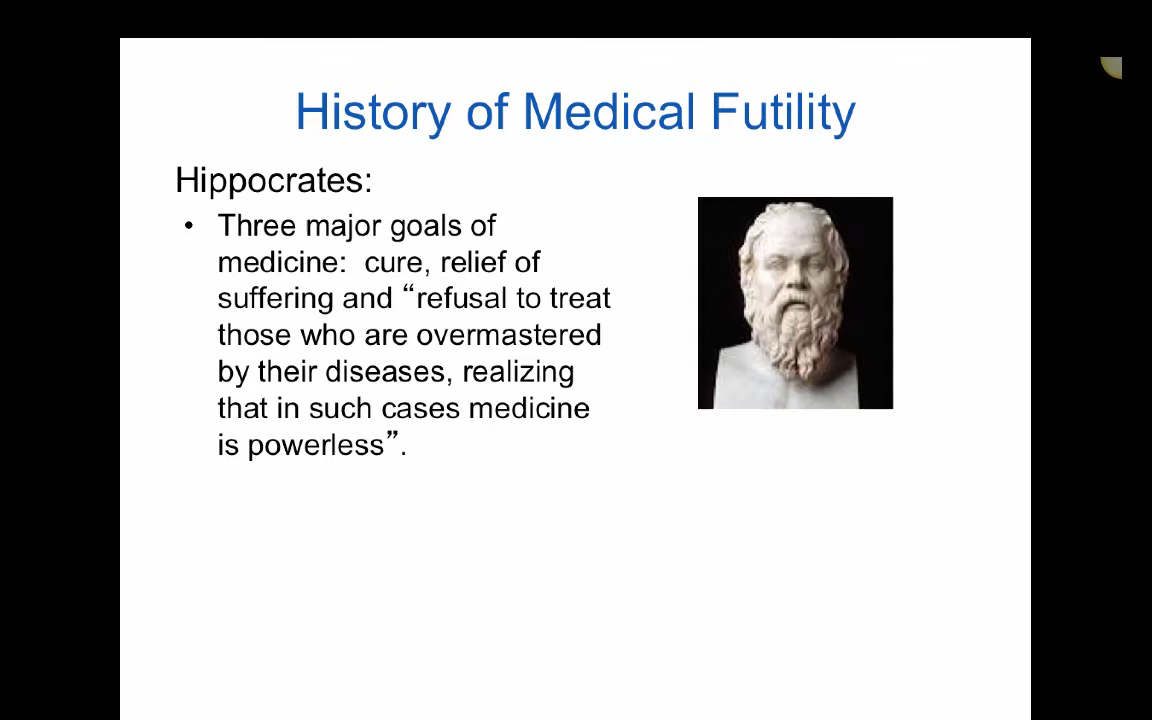 History of Medical Futility
Hippocrates:
• Three major goals of
medicine:  cure, relief of
suffering and “refusal to treat
those who are overmastered
by their diseases, realizing
that in such cases medicine
is powerless”.